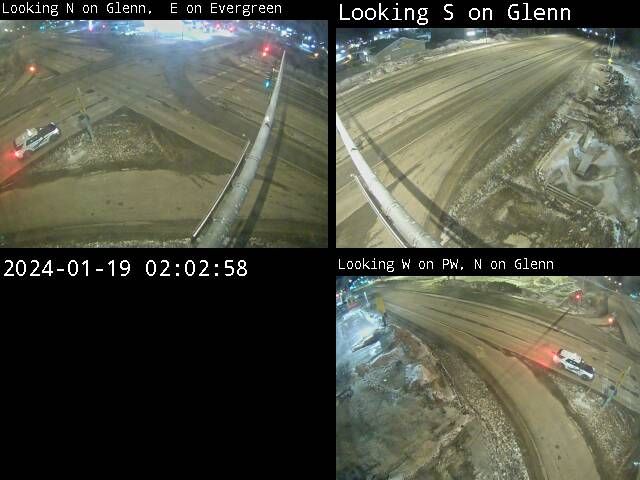 Looking N on Glenn,  E on Evergreen
Looking S on Glenn
2024-01-19 02:02:58
Looking W on PW, N on Glenn